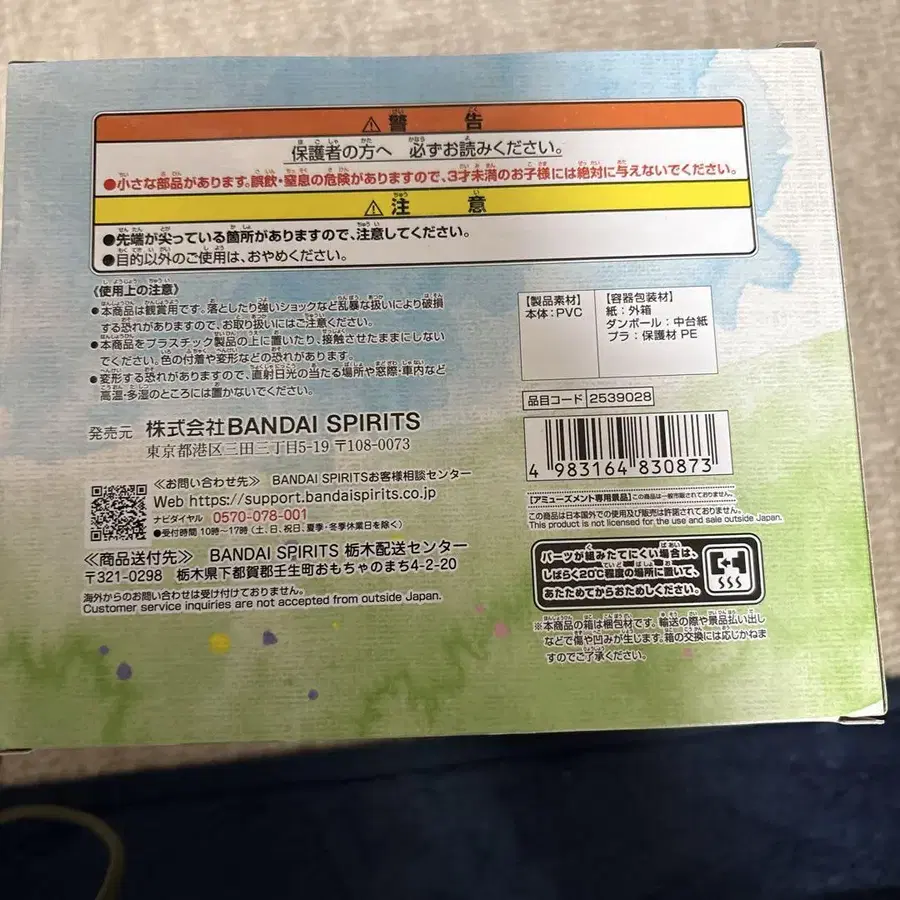 ⚠警告
保護者の方へ 必ずお読みください。
●小さな部品があります。誤飲・窒息の危険がありますので、3才未満のお子様には絶対に与えないでください。
⚠注意
●先端が尖っている箇所がありますので、注意してください。
●目的以外のご使用は、おやめください。
《使用上の注意》
●本商品は観賞用です。落としたり強いショックなど乱暴な扱いにより破損
する恐れがありますので、お取り扱いにはご注意ください。
●本商品をプラスチック製品の上に置いたり、接触させたままにしない
でください。色の付着や変形などの恐れがあります。
●変形する恐れがありますので、直射日光の当たる場所や窓際・車内など
高温・多湿のところには置かないでください。
発売元 株式会社BANDAI SPIRITS
東京都港区三田三丁目5-19 〒108-0073
≪お問い合わせ先≫ BANDAI SPIRITSお客様相談センター
Web https://support.bandaispirits.co.jp
ナビダイヤル 0570-078-001
●受付時間 10時~17時(土、日、祝日、夏季・冬季休業日を除く)
≪商品送付先≫ BANDAI SPIRITS 栃木配送センター
〒321-0298 栃木県下都賀郡壬生町おもちゃのまち4-2-20
海外からのお問い合わせは受け付けておりません。
Customer service inquiries are not accepted from outside Japan.
【製品素材】
本体:PVC
【容器包装材】
紙:外箱
ダンボール:中台紙
プラ:保護材 PE
品目コード 2539028
4 983164 830873
【アミューズメント専用景品】この商品は一般市販されておりません。
この商品は日本国外での使用及び販売は許諾されておりません。
This product is not licensed for the use and sale outside Japan.
パーツが組みたてにくい場合は、
しばらく20℃程度の場所に置いて、
あたためてからおためしください。
※本商品の箱は梱包材です。輸送の際や景品払い出し
などで傷や凹みが生じます。箱の交換には応じかねま
すのでご了承ください。